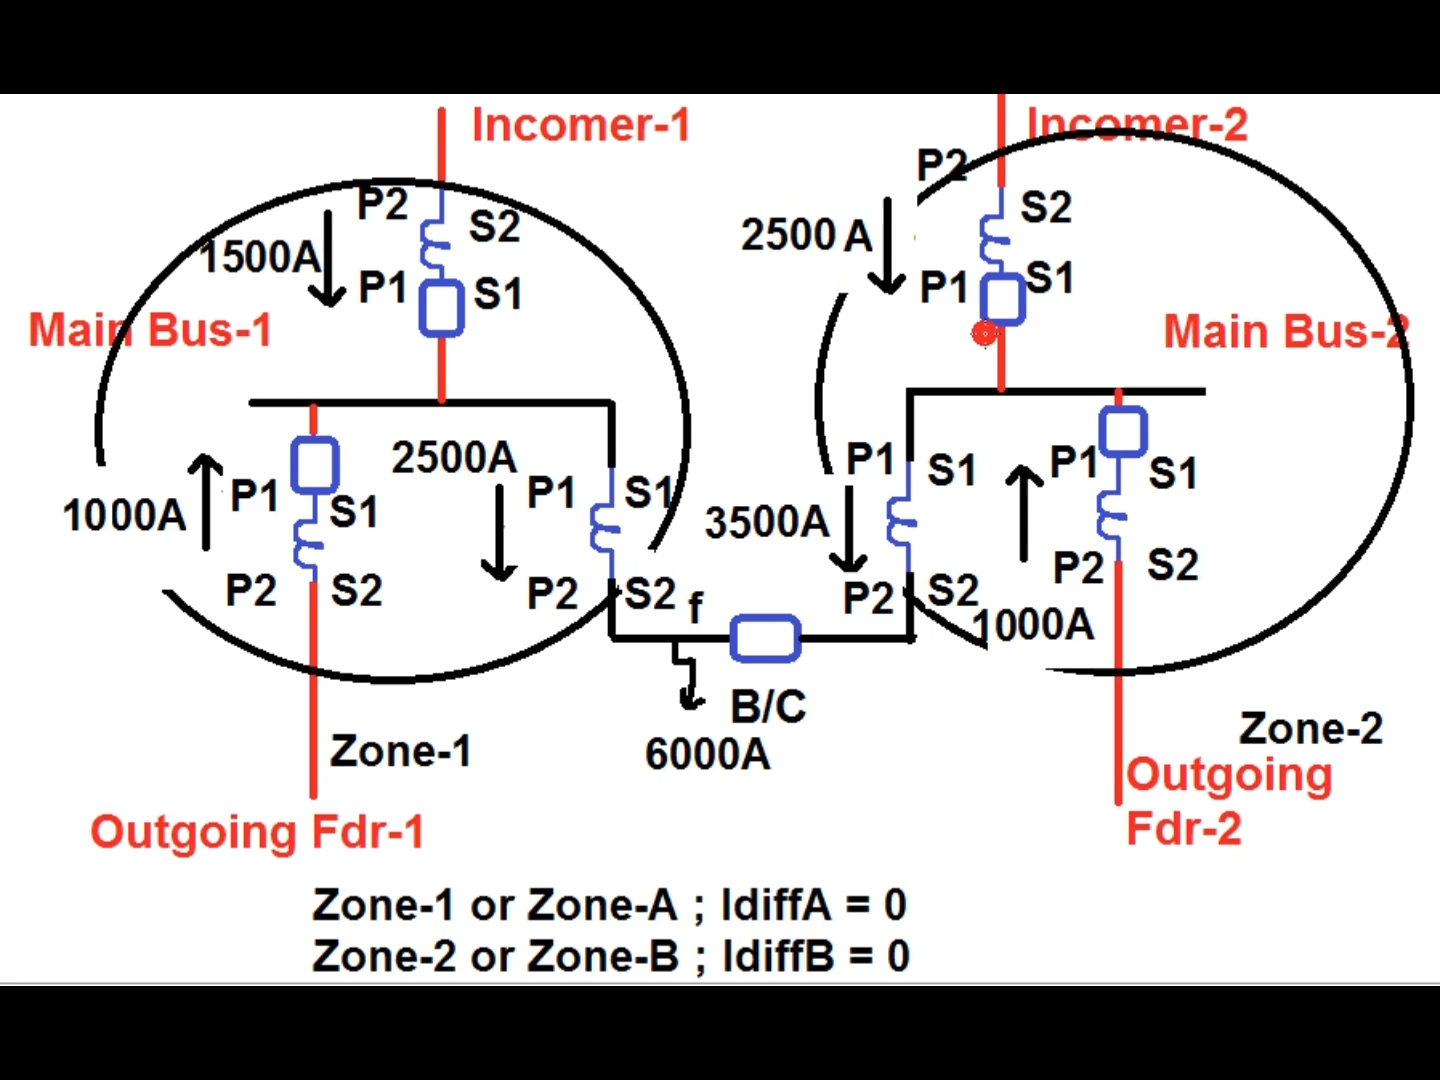 Incomer-1
Incomer-2
P2
P2
S2
S2
1500A
2500 A
P1
S1
P1
S1
Main Bus-1
Main Bus-2
2500A
P1
S1
P1
S1
P1
S1
P1
S1
1000A
3500A
P2
S2
P2
S2
P2
S2
P2
S2
f
1000A
B/C
6000A
Zone-1
Zone-2
Outgoing Fdr-1
Outgoing
Fdr-2
Zone-1 or Zone-A ; IdiffA = 0
Zone-2 or Zone-B ; IdiffB = 0